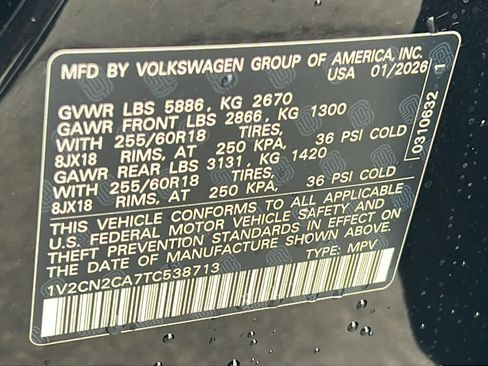 MFD BY VOLKSWAGEN GROUP OF AMERICA, INC.
USA 01/2026
GVWR LBS 5886, KG 2670
GAWR FRONT LBS 2866, KG 1300
WITH 255/60R18 TIRES,
8JX18 RIMS, AT 250 KPA, 36 PSI COLD
GAWR REAR LBS 3131, KG 1420
WITH 255/60R18 TIRES,
8JX18 RIMS, AT 250 KPA, 36 PSI COLD
THIS VEHICLE CONFORMS TO ALL APPLICABLE
U.S. FEDERAL MOTOR VEHICLE SAFETY AND
THEFT PREVENTION STANDARDS IN EFFECT ON
THE DATE OF MANUFACTURE SHOWN ABOVE.
1V2CN2CA7TC538713 TYPE: MPV
0310632 1